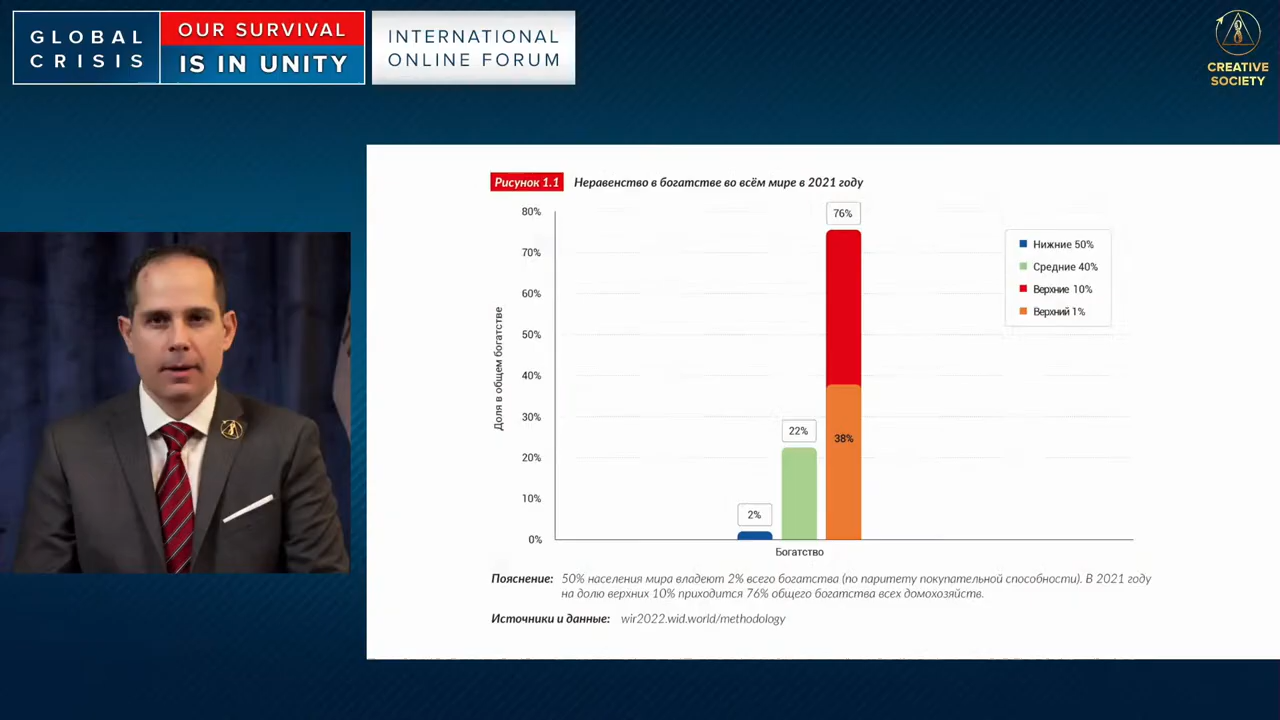 GLOBAL
CRISIS
OUR SURVIVAL
IS IN UNITY
INTERNATIONAL
ONLINE FORUM
CREATIVE
SOCIETY
Рисунок 1.1 Неравенство в богатстве во всём мире в 2021 году
Доля в общем богатстве
80%
70%
60%
50%
40%
30%
20%
10%
0%
2%
22%
76%
38%
Богатство
Нижние 50%
Средние 40%
Верхние 10%
Верхний 1%
Пояснение: 50% населения мира владеют 2% всего богатства (по паритету покупательной способности). В 2021 году
на долю верхних 10% приходится 76% общего богатства всех домохозяйств.
Источники и данные: wir2022.wid.world/methodology